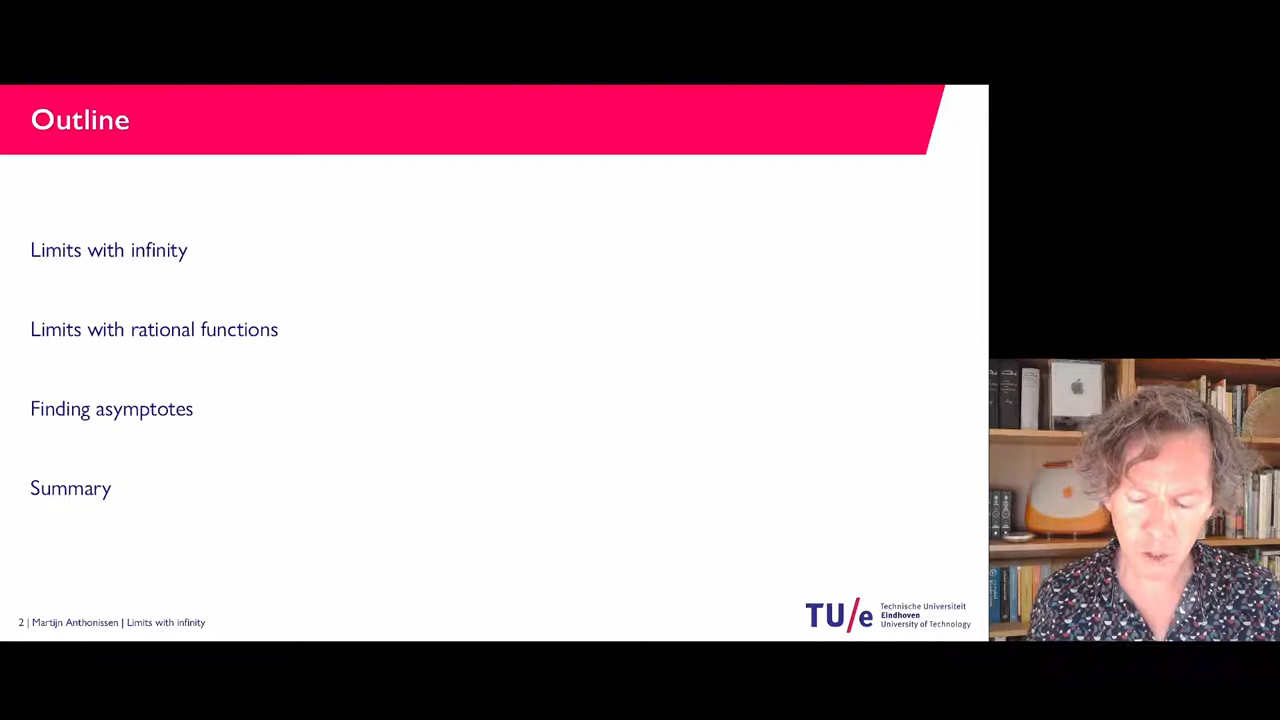 Outline
Limits with infinity
Limits with rational functions
Finding asymptotes
Summary
2 | Martijn Anthonissen | Limits with infinity
TU/e
Technische Universiteit
Eindhoven
University of Technology